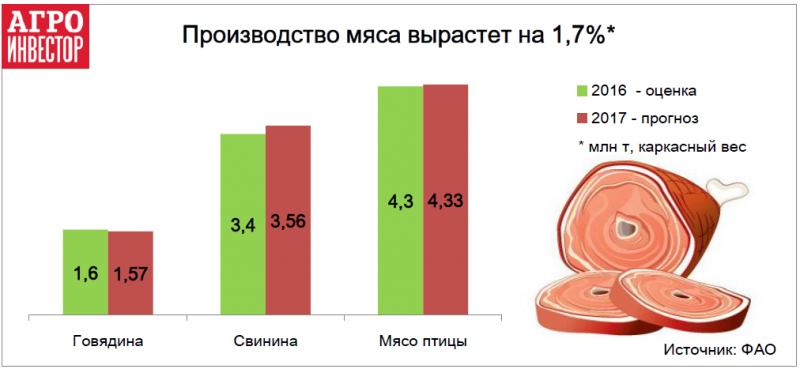 АГРО
ИНВЕСТОР
Производство мяса вырастет на 1,7%*
2016 - оценка
2017 - прогноз
* млн т, каркасный вес
1,6
1,57
3,4
3,56
4,3
4,33
Говядина
Свинина
Мясо птицы
Источник: ФАО